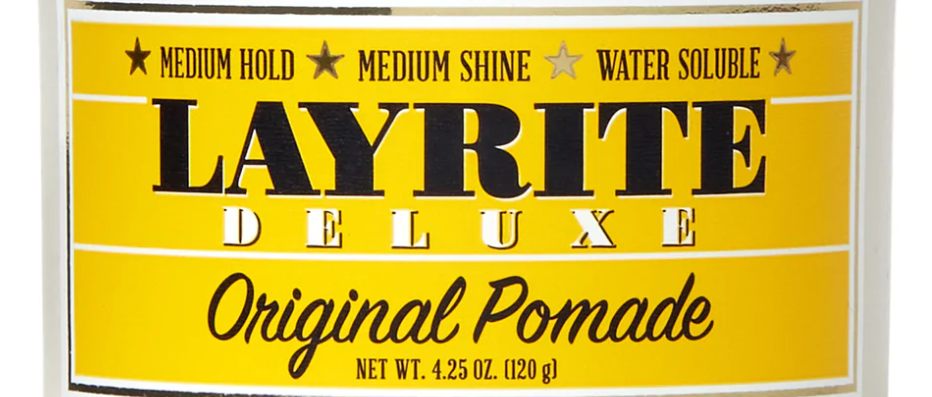 ★ MEDIUM HOLD ★ MEDIUM SHINE ★ WATER SOLUBLE ★
LAYRITE
DELUXE
Original Pomade
NET WT. 4.25 OZ. (120 g)